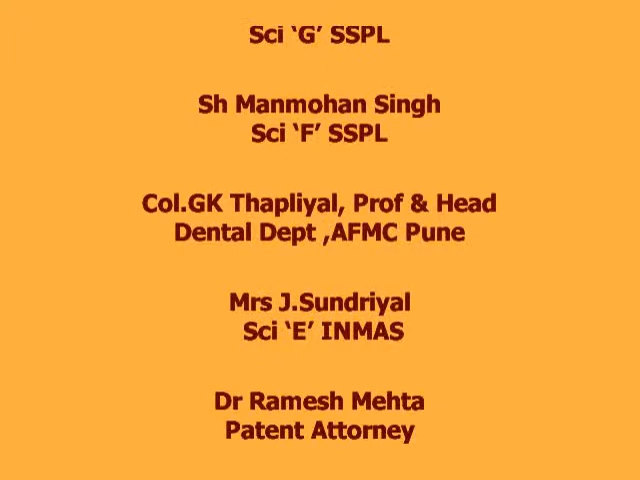 Sci ‘G’ SSPL
Sh Manmohan Singh
Sci ‘F’ SSPL
Col.GK Thapliyal, Prof & Head
Dental Dept ,AFMC Pune
Mrs J.Sundriyal
Sci ‘E’ INMAS
Dr Ramesh Mehta
Patent Attorney